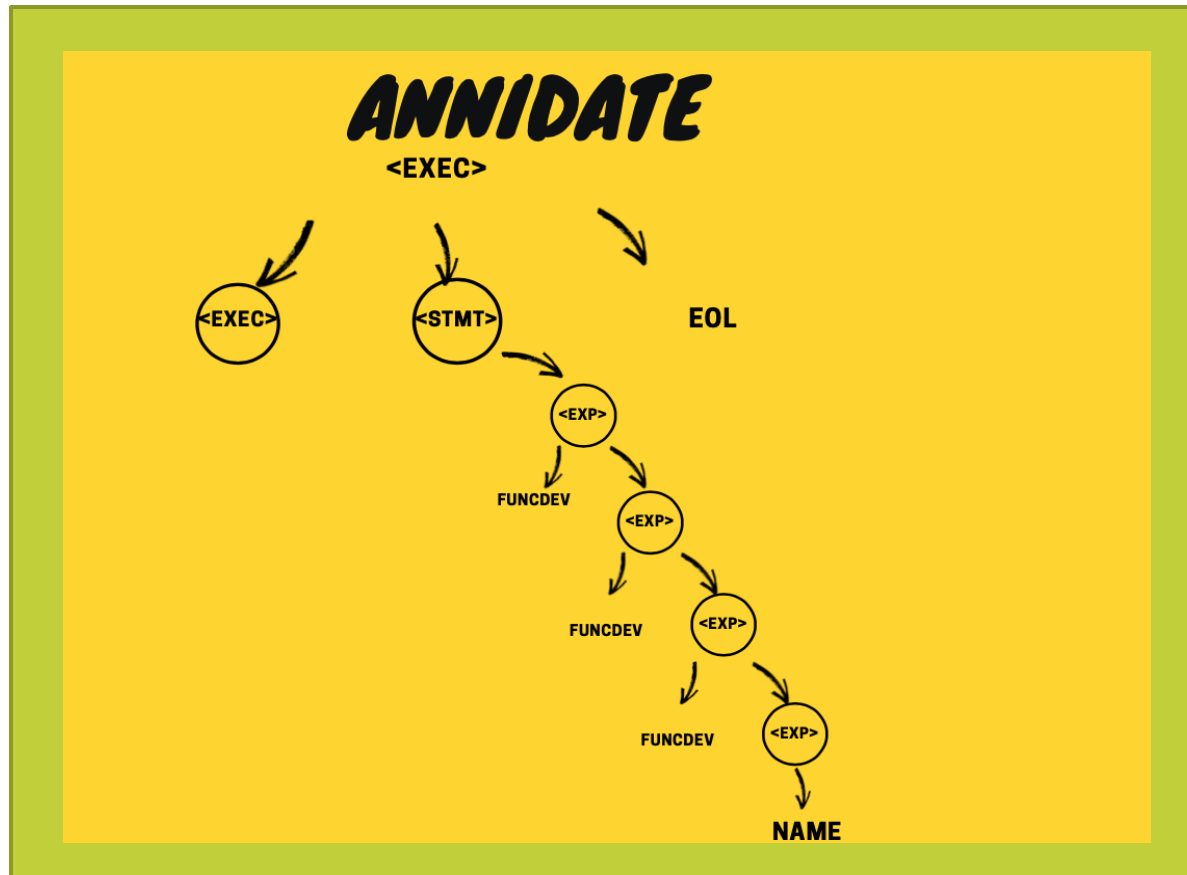 ANNIDATE
<EXEC>
<EXEC>
<STMT>
EOL
<EXP>
FUNCDEV
<EXP>
FUNCDEV
<EXP>
FUNCDEV
<EXP>
NAME